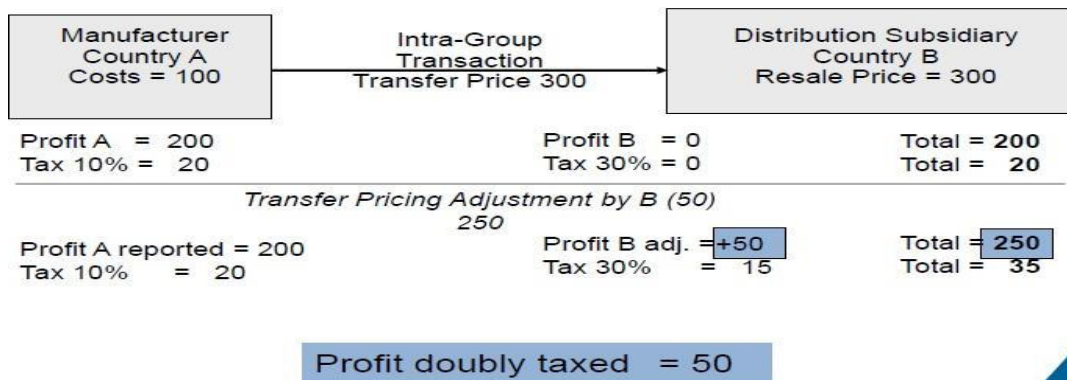 Manufacturer
Country A
Costs = 100
Intra-Group
Transaction
Transfer Price 300
Distribution Subsidiary
Country B
Resale Price = 300
Profit A = 200
Tax 10% = 20
Profit B = 0
Tax 30% = 0
Total = 200
Total = 20
Transfer Pricing Adjustment by B (50)
250
Profit A reported = 200
Tax 10% = 20
Profit B adj. =+50
Tax 30% = 15
Total = 250
Total = 35
Profit doubly taxed = 50